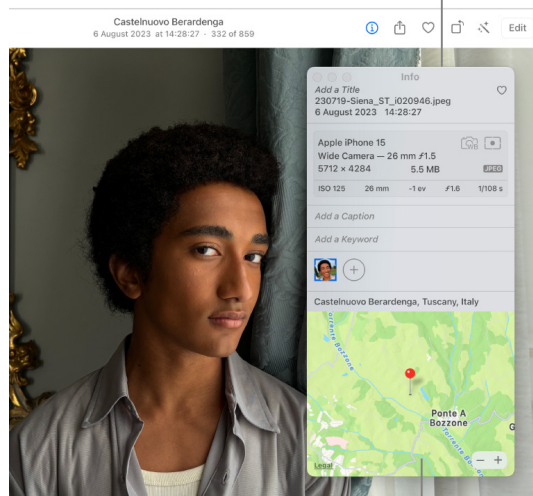 Castelnuovo Berardenga
6 August 2023 at 14:28:27 · 332 of 859
Edit
Info
Add a Title
230719-Siena_ST_i020946.jpeg
6 August 2023 14:28:27
Apple iPhone 15
Wide Camera — 26 mm ƒ1.5
5712 × 4284 5.5 MB JPEG
ISO 125 26 mm -1 ev ƒ1.6 1/108 s
Add a Caption
Add a Keyword
Castelnuovo Berardenga, Tuscany, Italy
Torrente Bozzone
Ponte A
Bozzone
G
Legal